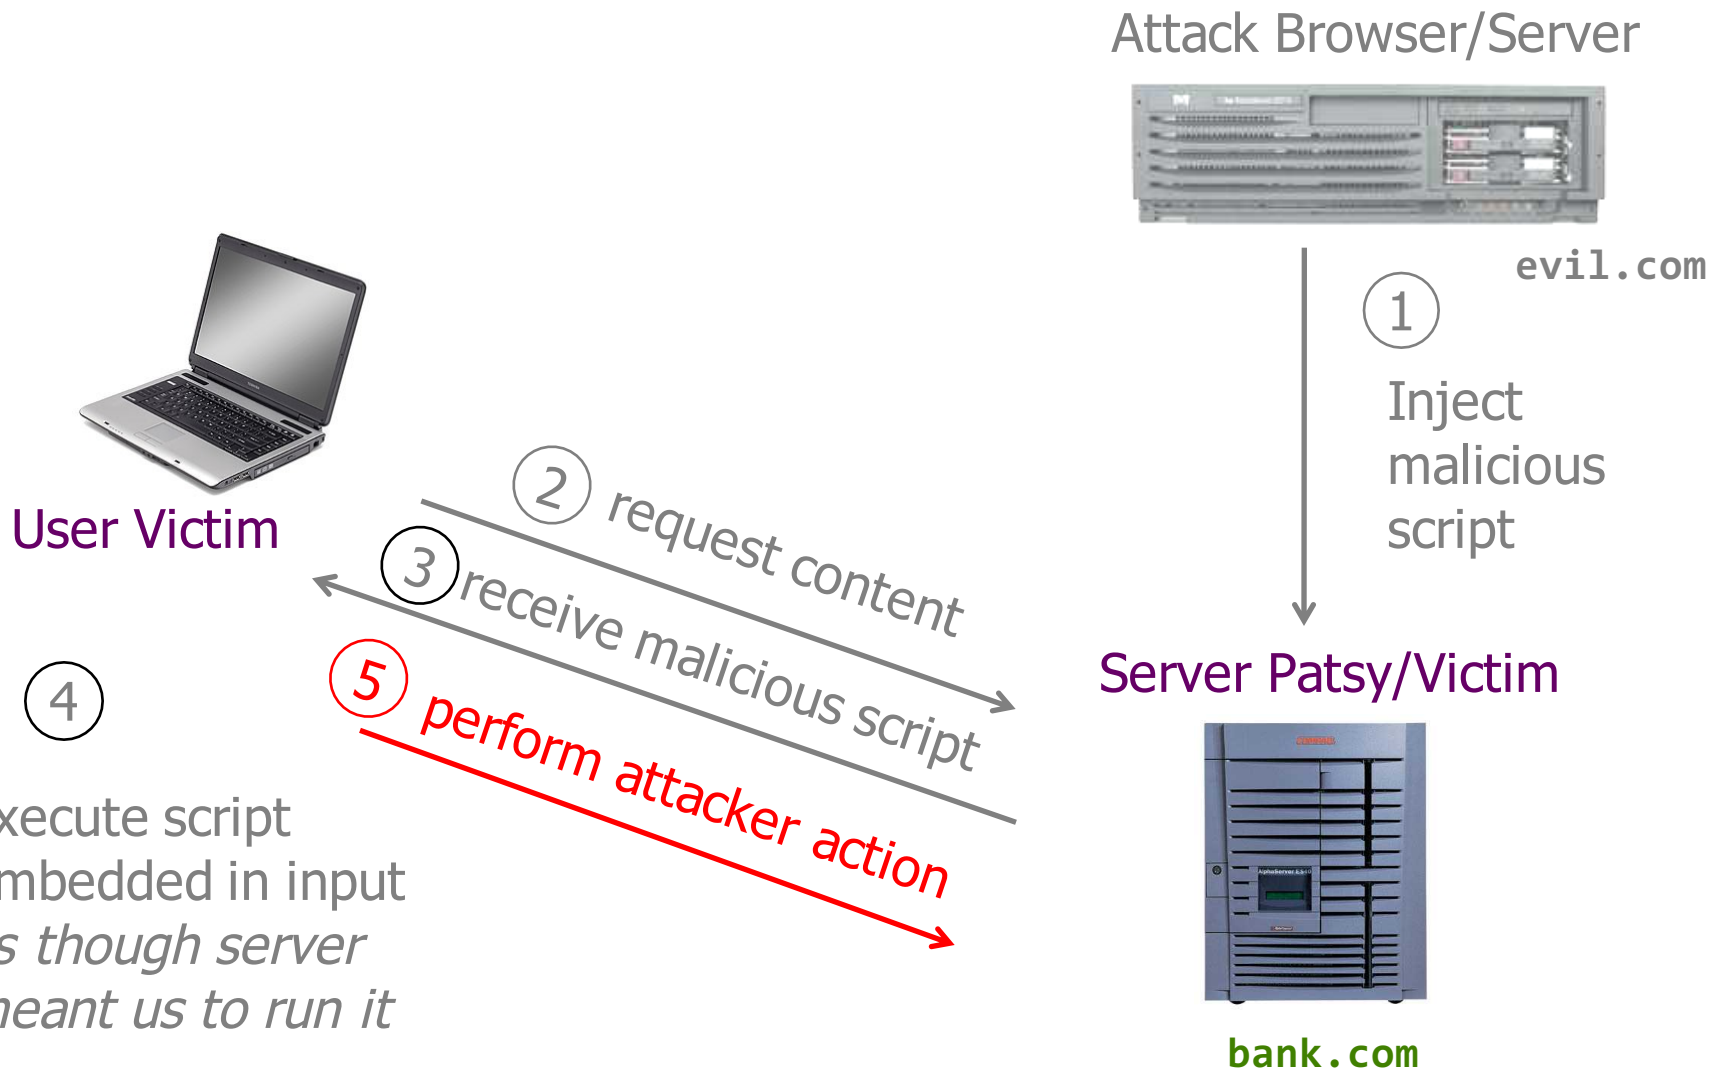 Attack Browser/Server
evil.com
1
Inject
malicious
script
User Victim
2 request content
3 receive malicious script
5 perform attacker action
4
xecute script
mbedded in input
s though server
neant us to run it
Server Patsy/Victim
AlphaServer ES40
bank.com